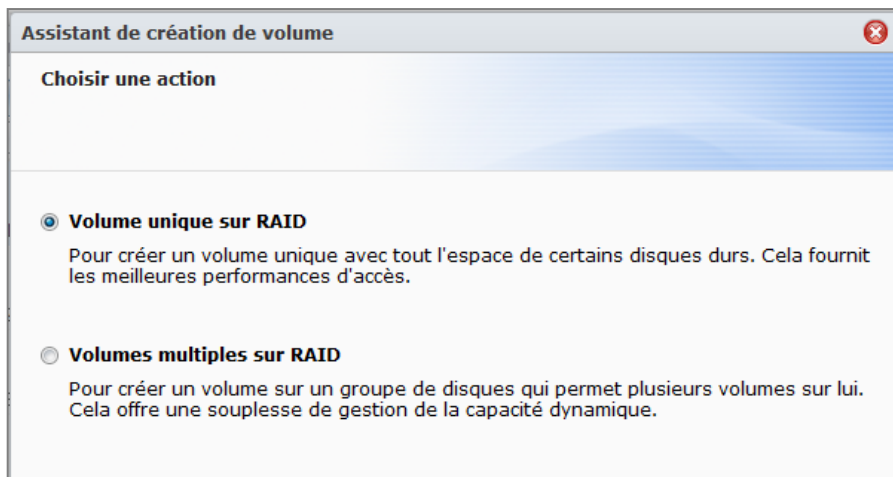 Assistant de création de volume
Choisir une action
Volume unique sur RAID
Pour créer un volume unique avec tout l'espace de certains disques durs. Cela fournit
les meilleures performances d'accès.
Volumes multiples sur RAID
Pour créer un volume sur un groupe de disques qui permet plusieurs volumes sur lui.
Cela offre une souplesse de gestion de la capacité dynamique.